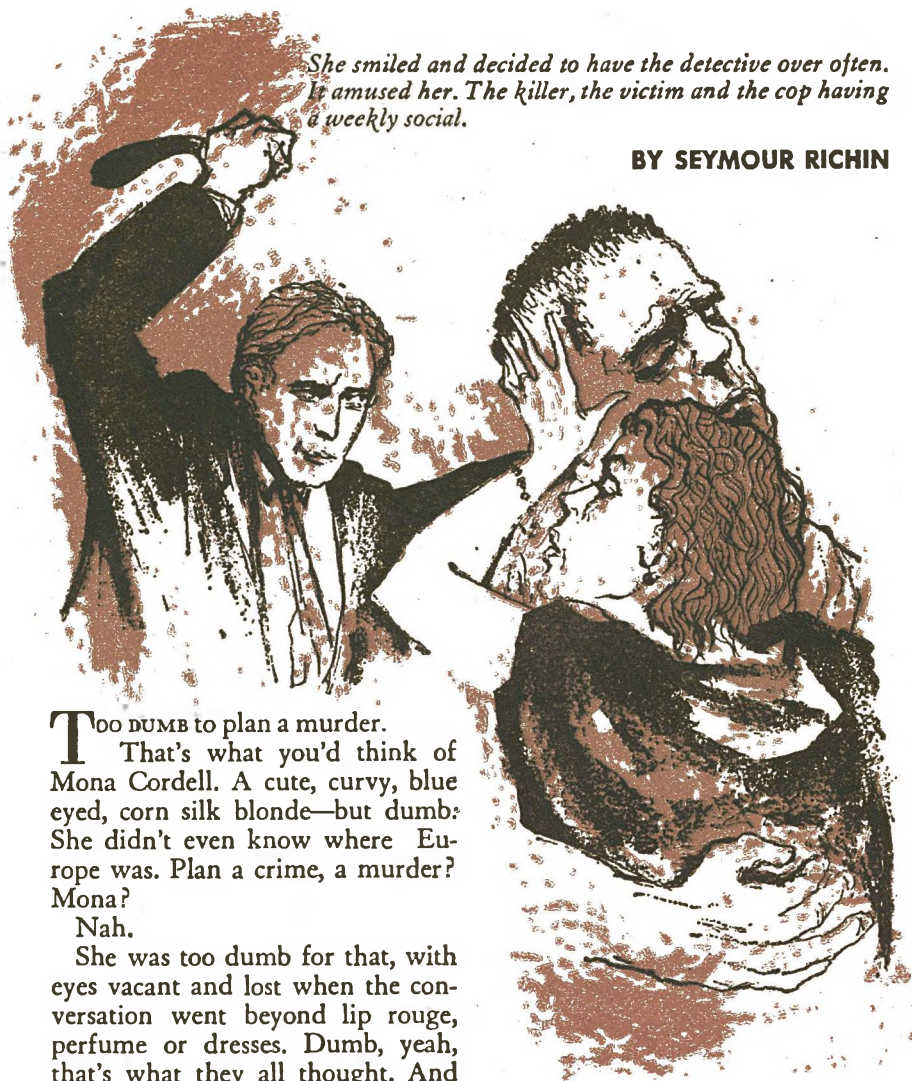 She smiled and decided to have the detective over often.
It amused her. The killer, the victim and the cop having
a weekly social.
BY SEYMOUR RICHIN
TOO DUMB to plan a murder.
That's what you'd think of
Mona Cordell. A cute, curvy, blue
eyed, corn silk blonde—but dumb.
She didn't even know where Eu-
rope was. Plan a crime, a murder?
Mona?
Nah.
She was too dumb for that, with
eyes vacant and lost when the con-
versation went beyond lip rouge,
perfume or dresses. Dumb, yeah,
that's what they all thought. And